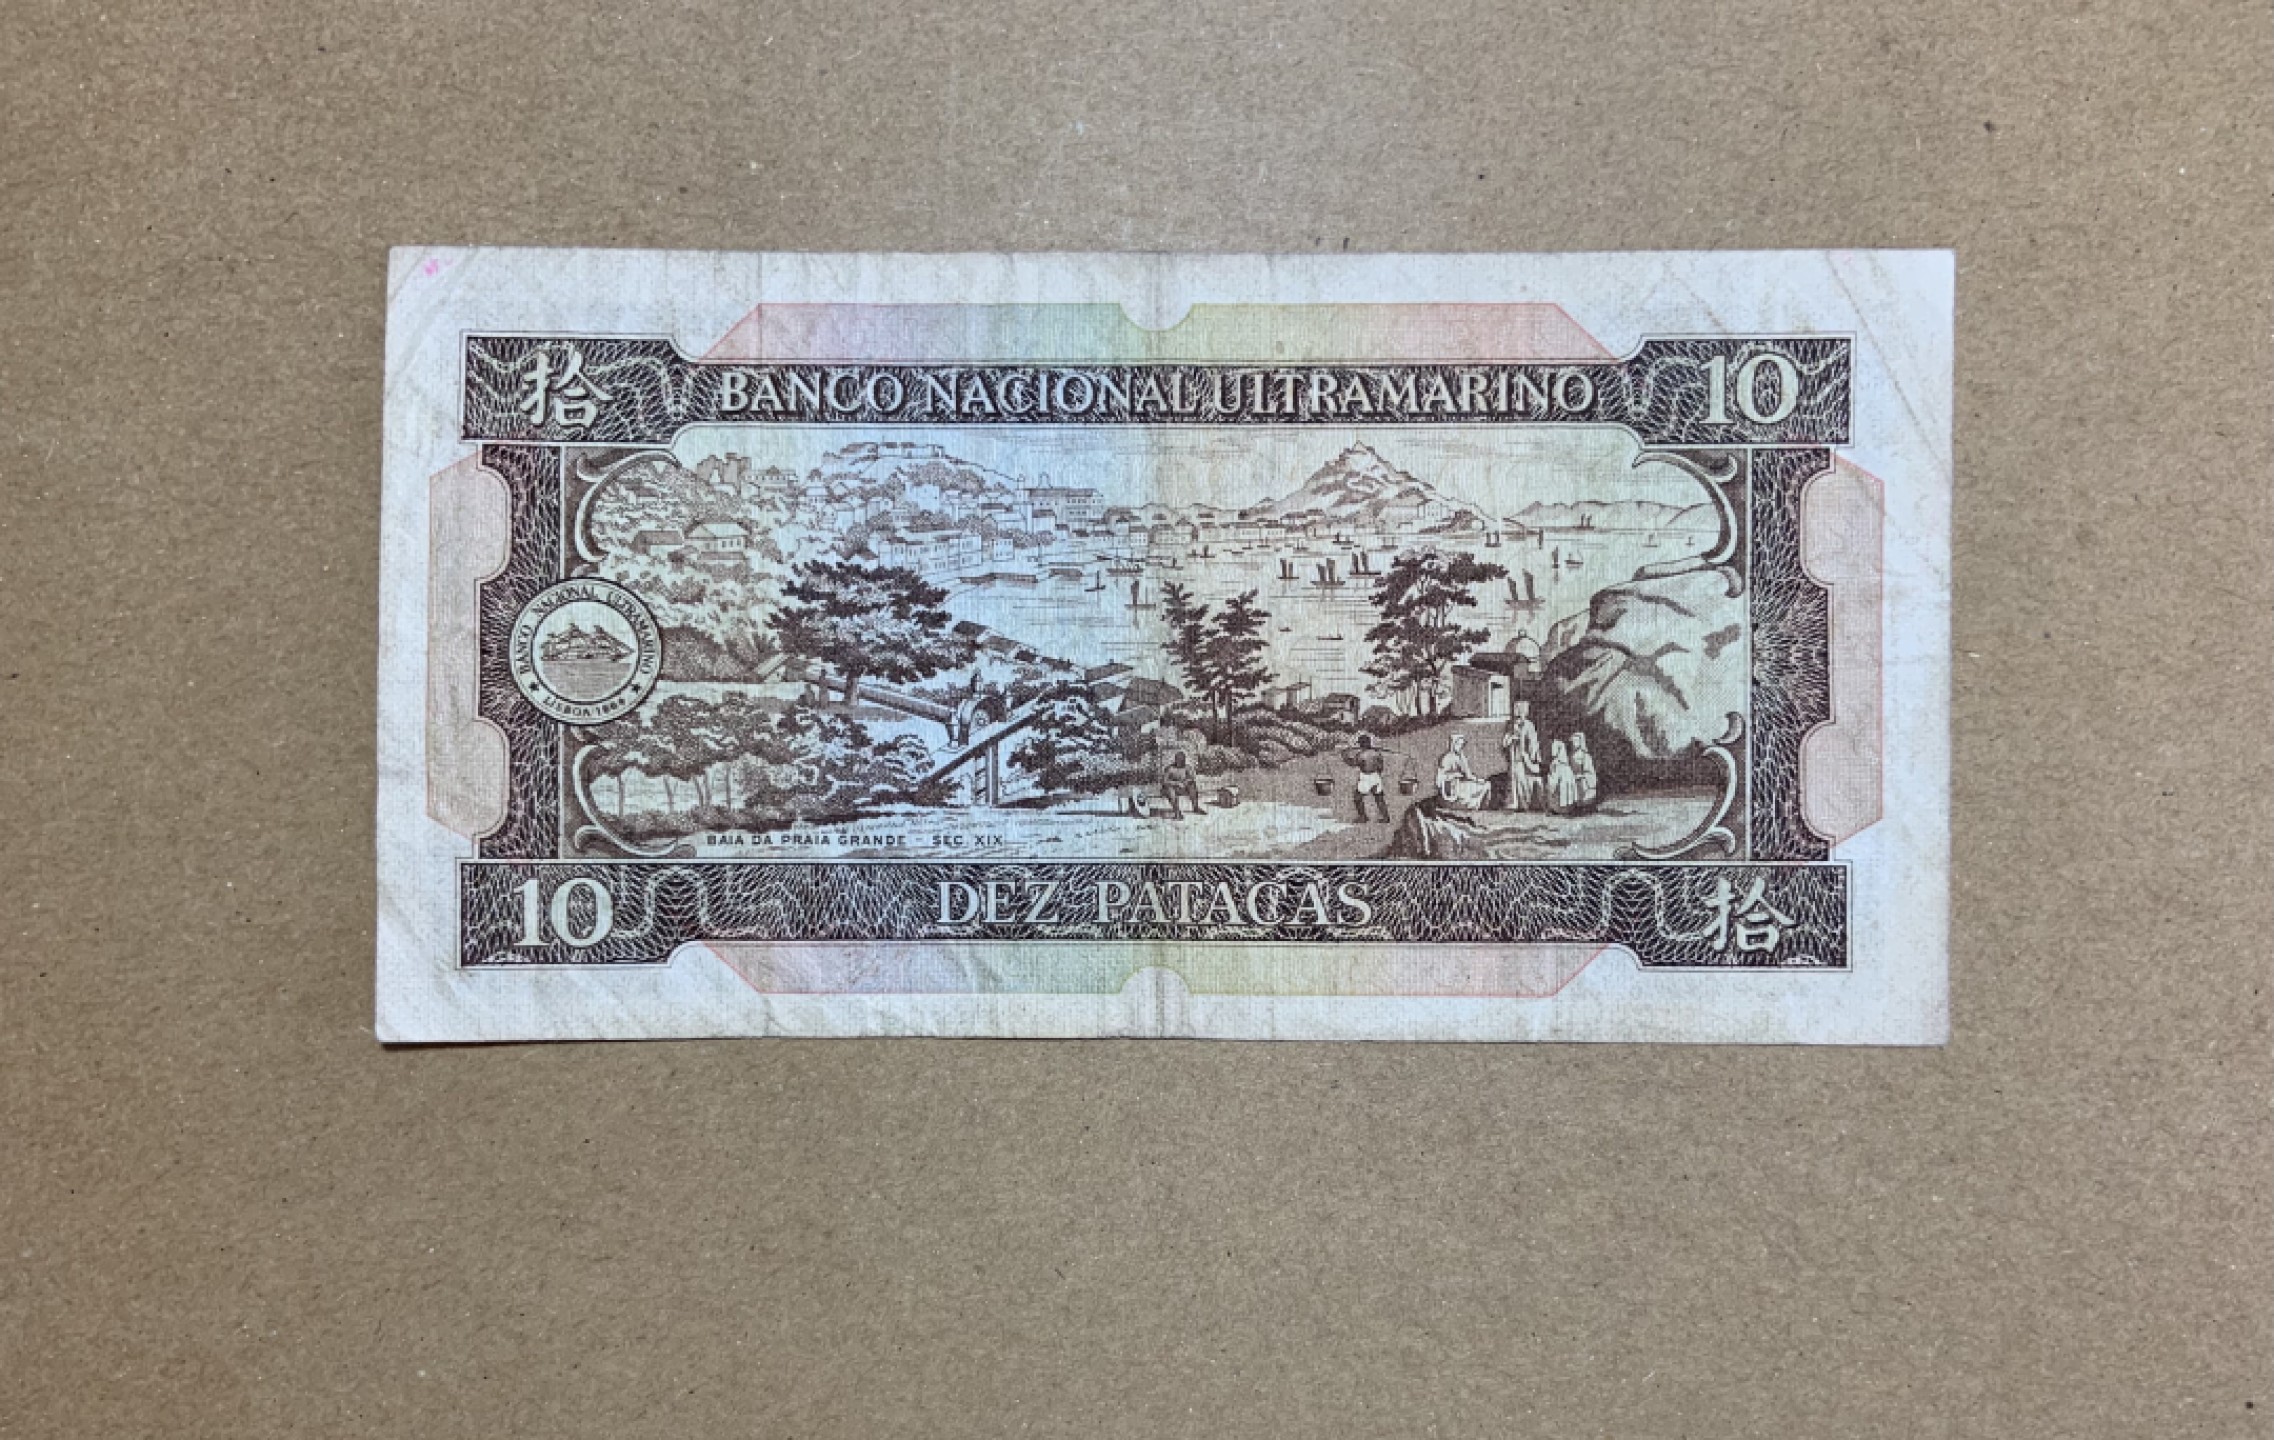 拾 BANCO NACIONAL ULTRAMARINO 10
BANCO NACIONAL ULTRAMARINO
LISBOA 1864
BAIA DA PRAIA GRANDE - SEC XIX
10 DEZ PATACAS 拾